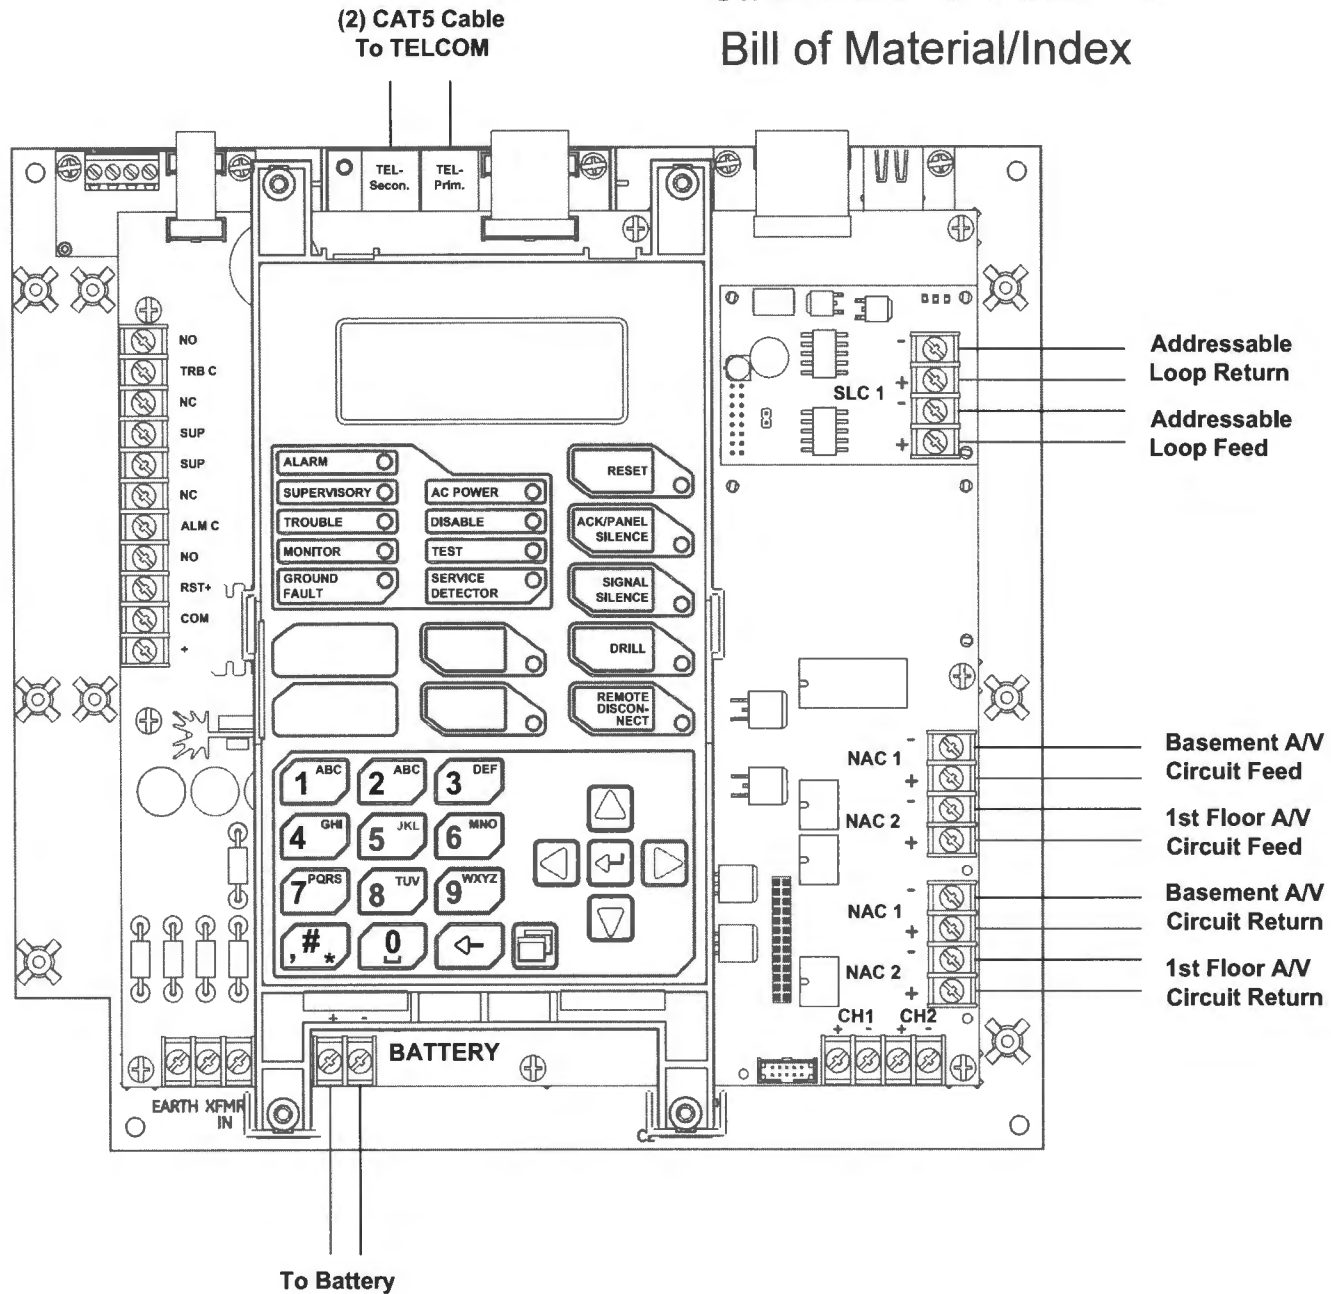 (2) CAT5 Cable
To TELCOM
Bill of Material/Index
TEL-
Secon.
TEL-
Prim.
NO
TRB C
NC
SUP
SUP
NC
ALM C
NO
RST+
COM
+
ALARM
SUPERVISORY
TROUBLE
MONITOR
GROUND
FAULT
AC POWER
DISABLE
TEST
SERVICE
DETECTOR
RESET
ACK/PANEL
SILENCE
SIGNAL
SILENCE
DRILL
REMOTE
DISCON-
NECT
1 ABC
2 ABC
3 DEF
4 GHI
5 JKL
6 MNO
7 PQRS
8 TUV
9 WXYZ
, # *
0
SLC 1
-
+
-
+
Addressable
Loop Return
Addressable
Loop Feed
NAC 1
-
+
NAC 2
-
+
NAC 1
-
+
NAC 2
-
+
Basement A/V
Circuit Feed
1st Floor A/V
Circuit Feed
Basement A/V
Circuit Return
1st Floor A/V
Circuit Return
CH1 CH2
+ - + -
+ -
BATTERY
EARTH XFMR
IN
To Battery